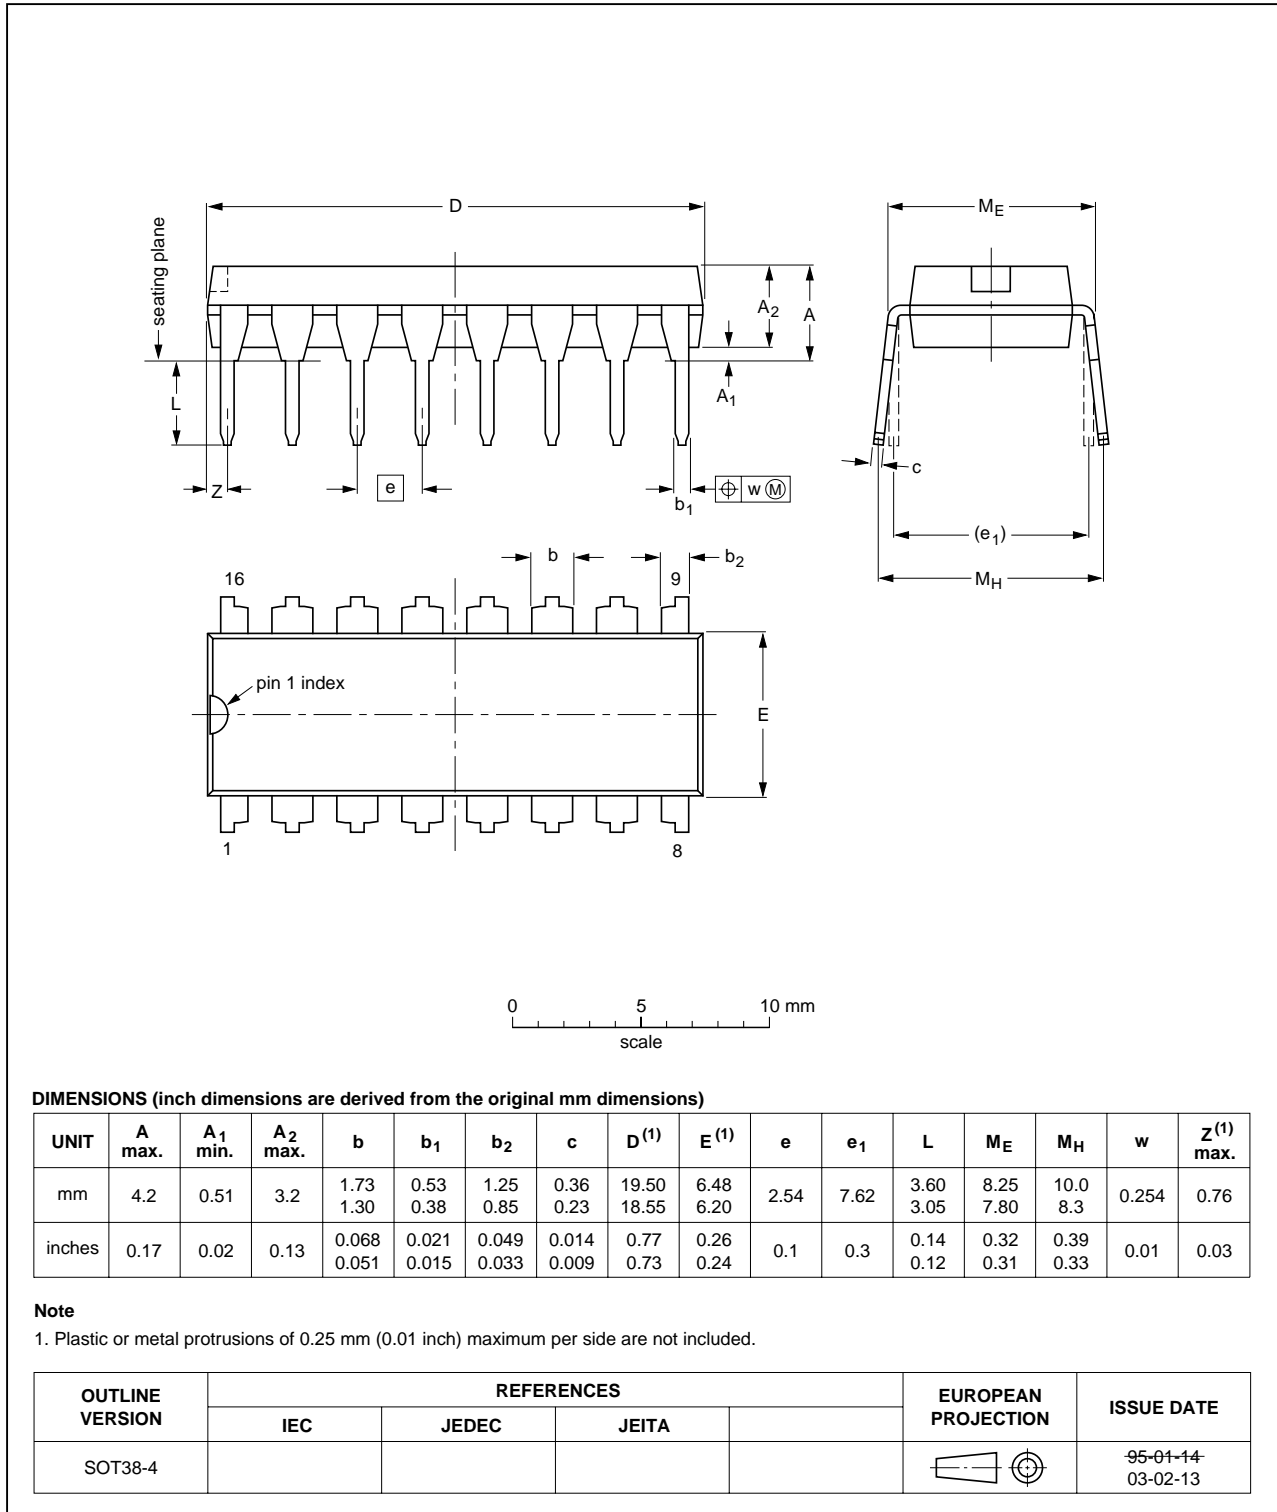 D
M_E
seating plane
A_2
A
L
A_1
Z
e
b_1
w M
c
(e_1)
M_H
b
b_2
16
9
pin 1 index
E
1
8
0 5 10 mm
scale
DIMENSIONS (inch dimensions are derived from the original mm dimensions)
UNIT A max. A_1 min. A_2 max. b b_1 b_2 c D(1) E(1) e e_1 L M_E M_H w Z(1) max.
mm 4.2 0.51 3.2 1.73 1.30 0.53 0.38 1.25 0.85 0.36 0.23 19.50 18.55 6.48 6.20 2.54 7.62 3.60 3.05 8.25 7.80 10.0 8.3 0.254 0.76
inches 0.17 0.02 0.13 0.068 0.051 0.021 0.015 0.049 0.033 0.014 0.009 0.77 0.73 0.26 0.24 0.1 0.3 0.14 0.12 0.32 0.31 0.39 0.33 0.01 0.03
Note
1. Plastic or metal protrusions of 0.25 mm (0.01 inch) maximum per side are not included.
OUTLINE VERSION REFERENCES EUROPEAN PROJECTION ISSUE DATE
IEC JEDEC JEITA
SOT38-4 95-01-14
03-02-13